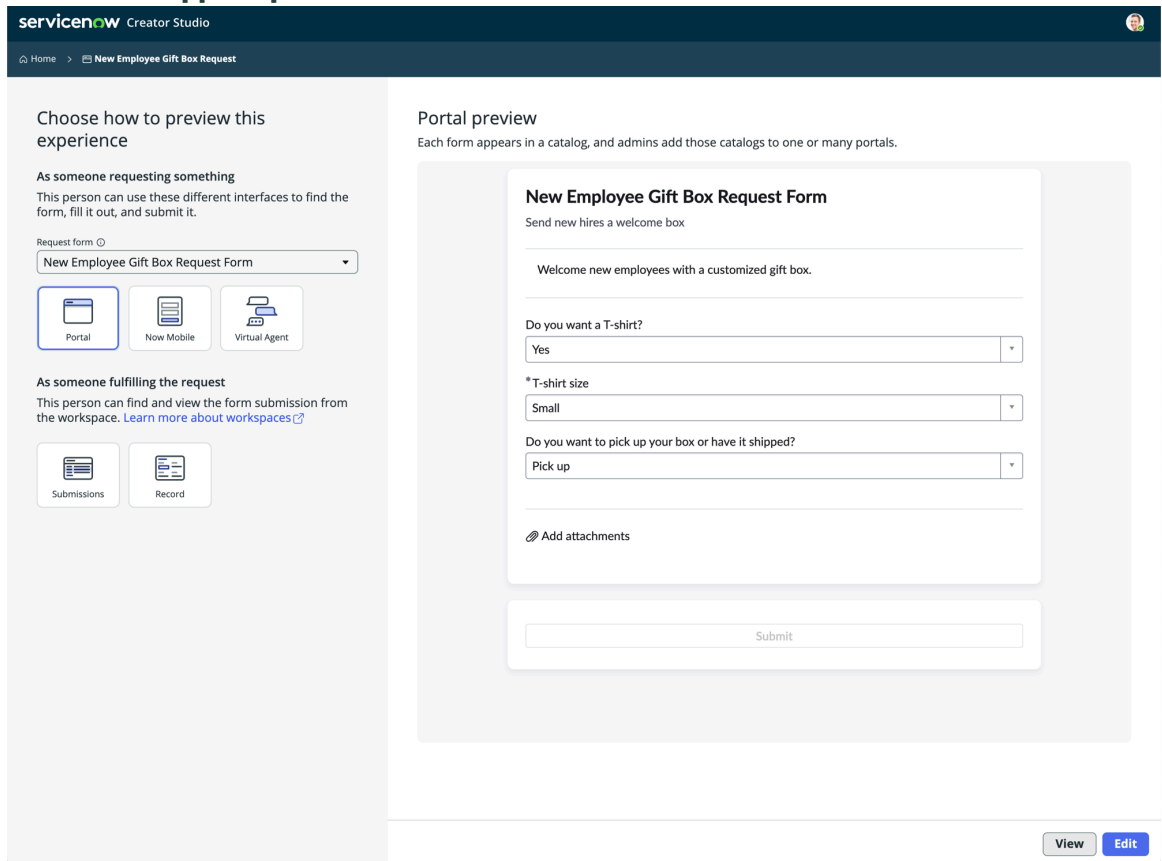 servicenow Creator Studio
Home > New Employee Gift Box Request
Choose how to preview this
experience
As someone requesting something
This person can use these different interfaces to find the
form, fill it out, and submit it.
Request form
New Employee Gift Box Request Form
Portal
Now Mobile
Virtual Agent
As someone fulfilling the request
This person can find and view the form submission from
the workspace. Learn more about workspaces
Submissions
Record
Portal preview
Each form appears in a catalog, and admins add those catalogs to one or many portals.
New Employee Gift Box Request Form
Send new hires a welcome box
Welcome new employees with a customized gift box.
Do you want a T-shirt?
Yes
*T-shirt size
Small
Do you want to pick up your box or have it shipped?
Pick up
Add attachments
Submit
View
Edit